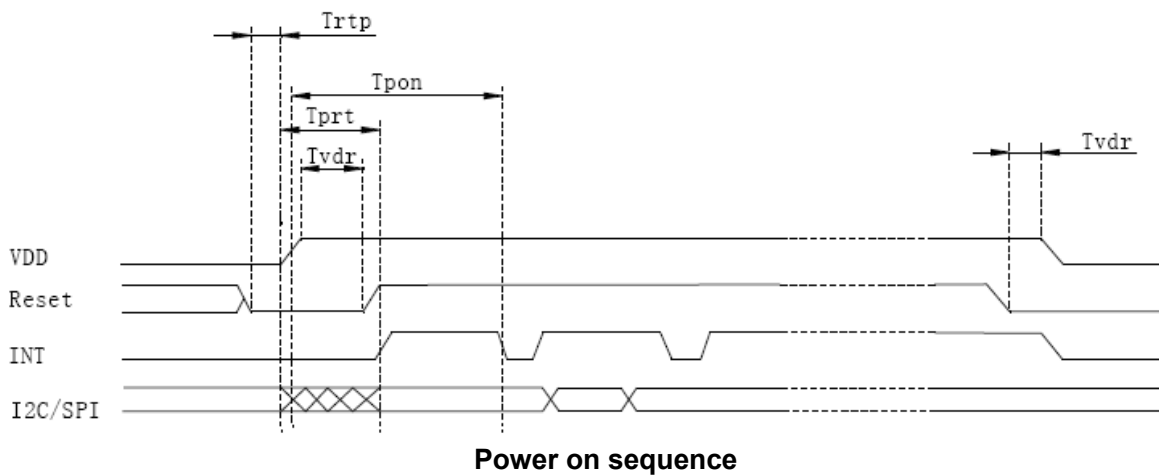 Trtp
Tpon
Tprt
Tvdr
Tvdr
VDD
Reset
INT
I2C/SPI
Power on sequence